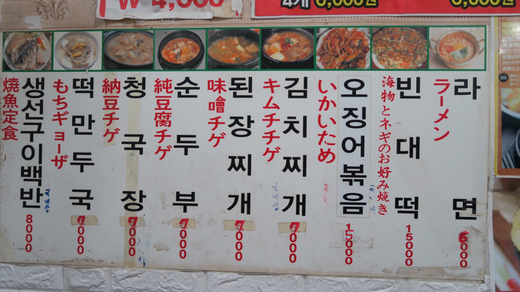 ₩ 4,000
焼魚定食
생선구이백반
8000
もちギョーザ
떡만두국
7000
納豆チゲ
청국장
7000
純豆腐チゲ
순두부
7000
味噌チゲ
된장찌개
7000
キムチチゲ
김치찌개
7000
いかいため
오징어볶음
15000
海物とネギのお好み焼き
빈대떡
15000
ラーメン
라면